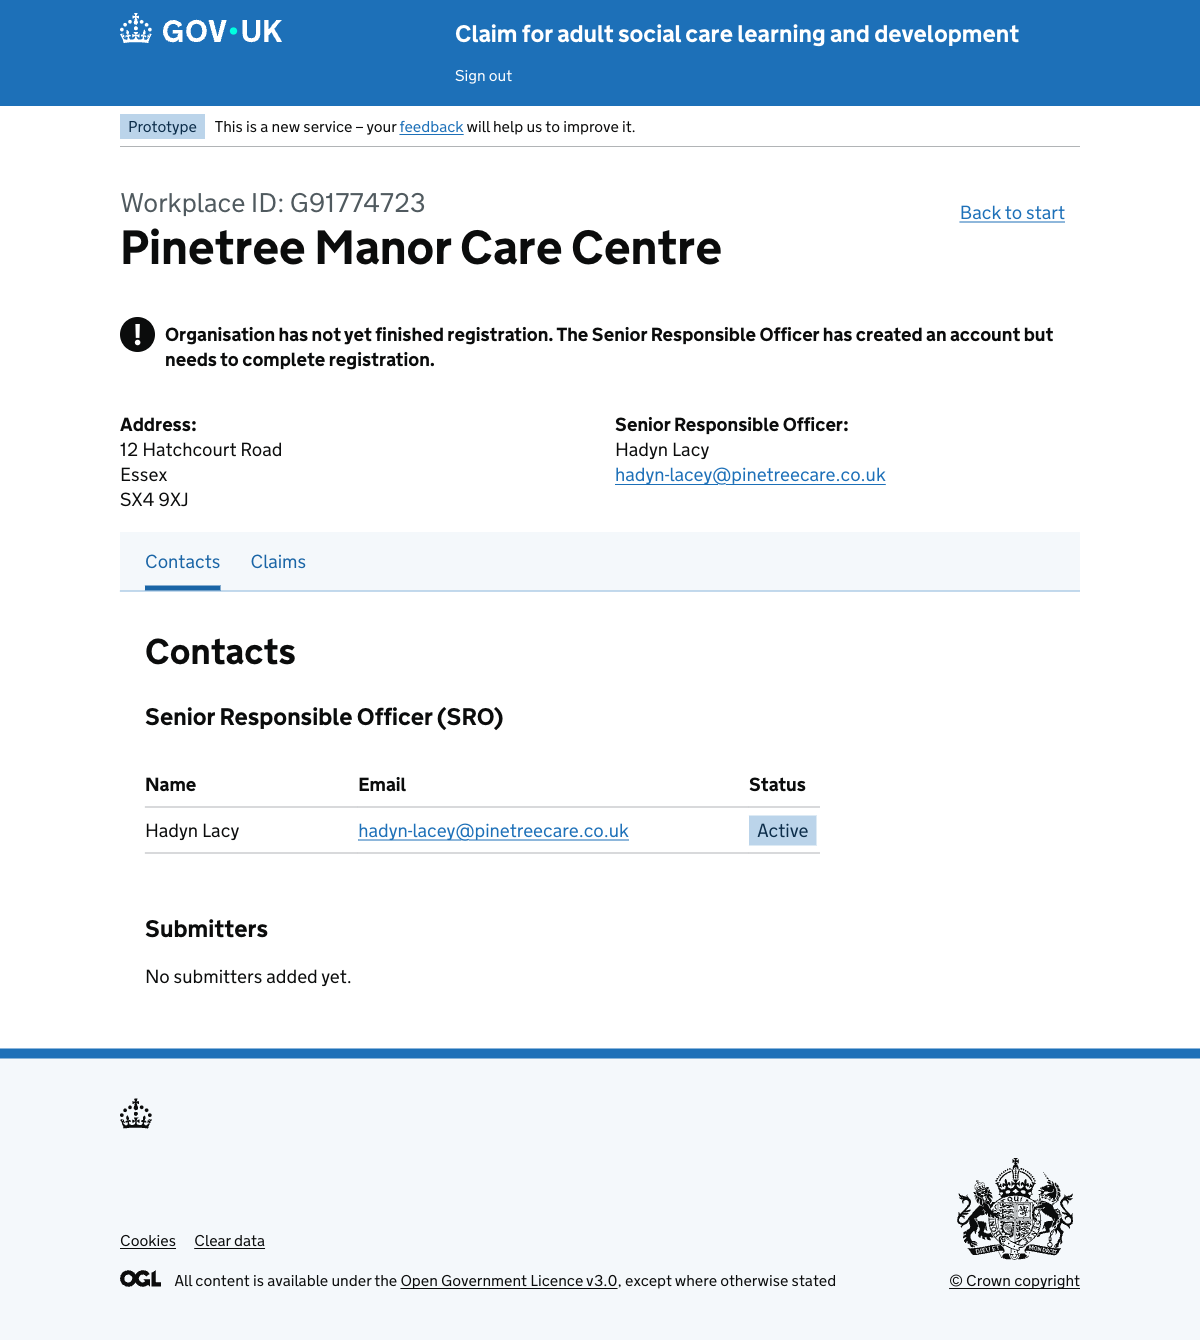 GOV•UK
Claim for adult social care learning and development
Sign out
Prototype This is a new service – your feedback will help us to improve it.
Workplace ID: G91774723
Back to start
Pinetree Manor Care Centre
Organisation has not yet finished registration. The Senior Responsible Officer has created an account but
needs to complete registration.
Address:
12 Hatchcourt Road
Essex
SX4 9XJ
Senior Responsible Officer:
Hadyn Lacy
hadyn-lacey@pinetreecare.co.uk
Contacts Claims
Contacts
Senior Responsible Officer (SRO)
Name Email Status
Hadyn Lacy hadyn-lacey@pinetreecare.co.uk Active
Submitters
No submitters added yet.
Cookies Clear data
OGL All content is available under the Open Government Licence v3.0, except where otherwise stated
© Crown copyright